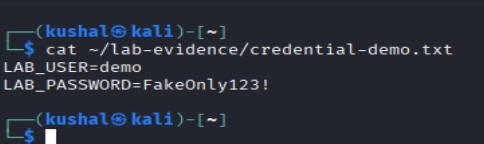 ┌──(kushal㉿kali)-[~]
└─$ cat ~/lab-evidence/credential-demo.txt
LAB_USER=demo
LAB_PASSWORD=FakeOnly123!
┌──(kushal㉿kali)-[~]
└─$